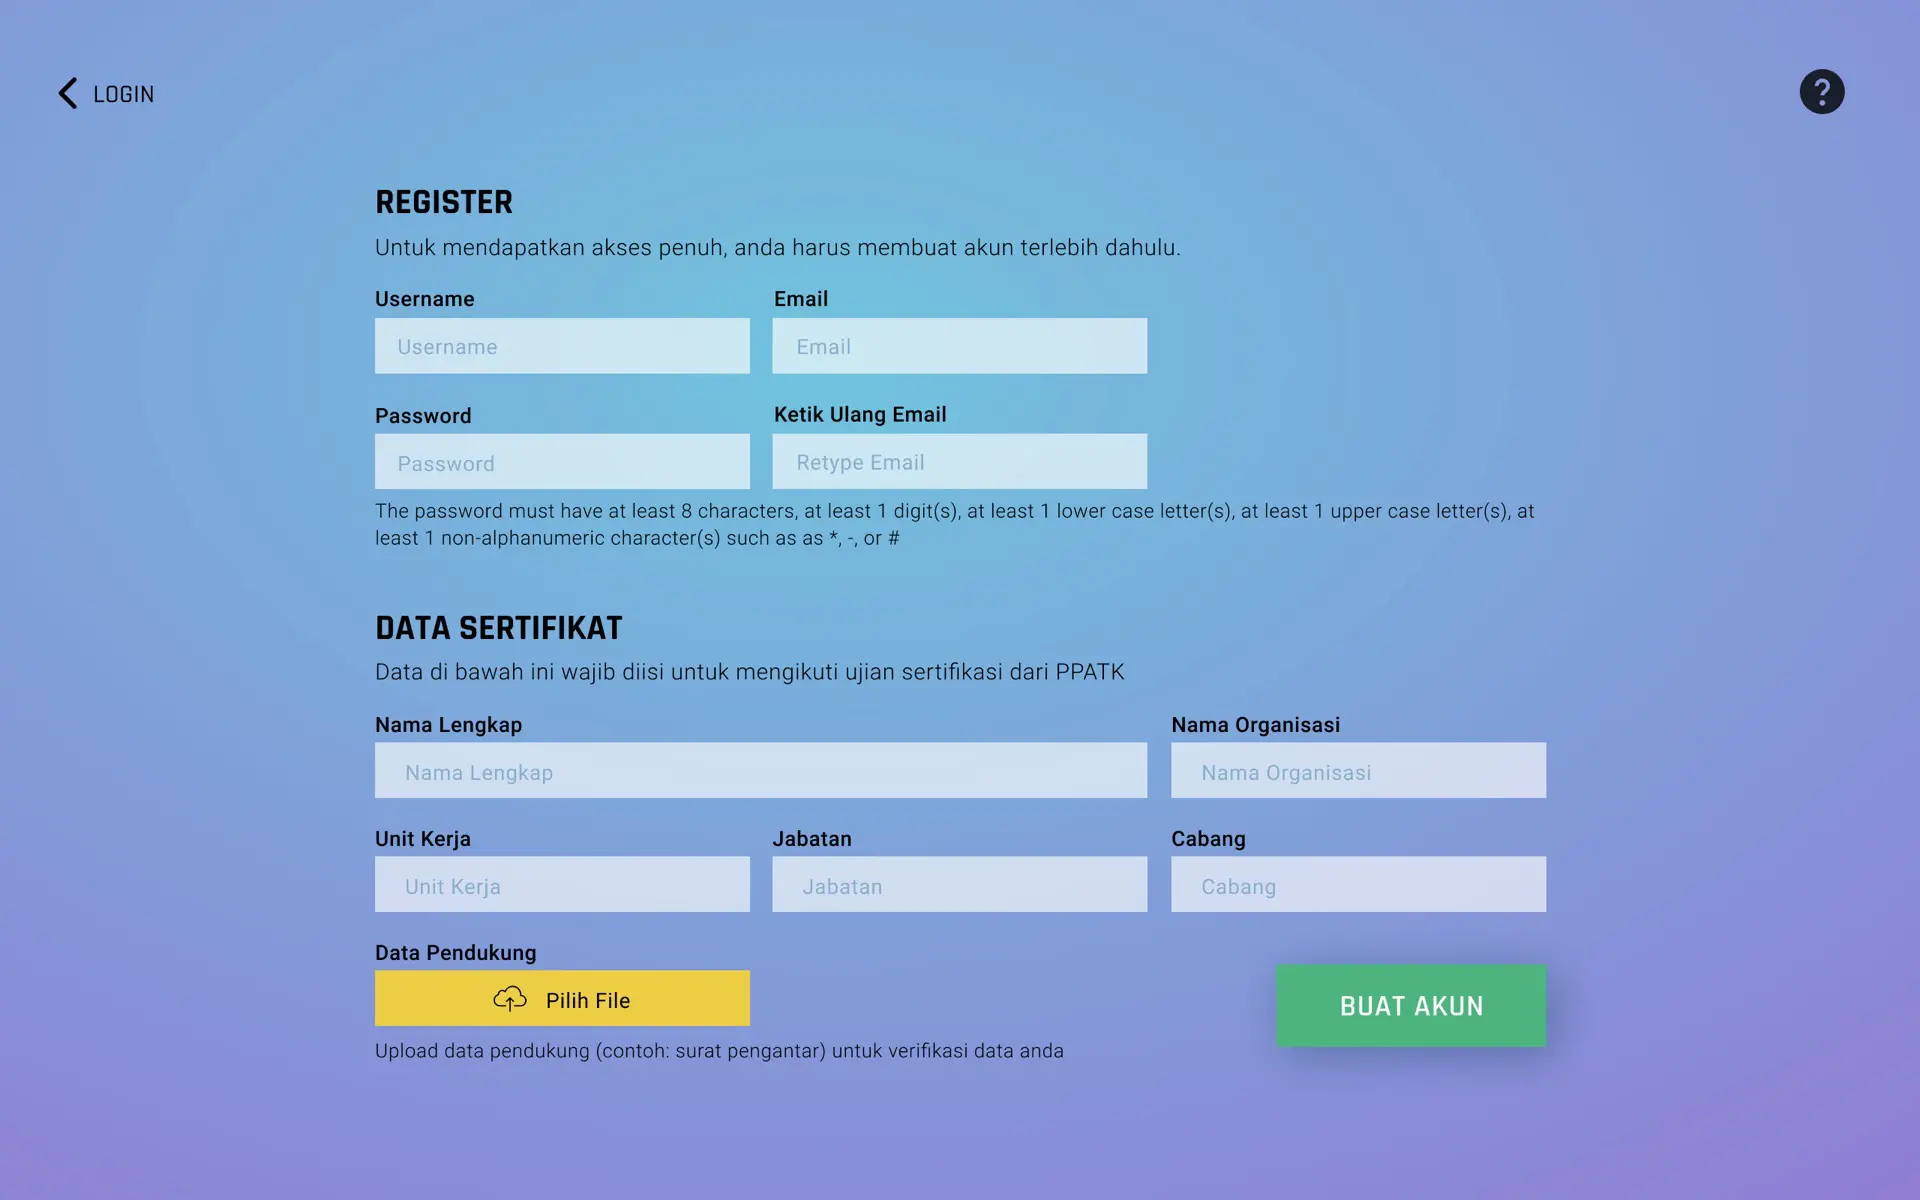 LOGIN
?
REGISTER
Untuk mendapatkan akses penuh, anda harus membuat akun terlebih dahulu.
Username
Email
Username
Email
Password
Ketik Ulang Email
Password
Retype Email
The password must have at least 8 characters, at least 1 digit(s), at least 1 lower case letter(s), at least 1 upper case letter(s), at
least 1 non-alphanumeric character(s) such as as *, -, or #
DATA SERTIFIKAT
Data di bawah ini wajib diisi untuk mengikuti ujian sertifikasi dari PPATK
Nama Lengkap
Nama Organisasi
Nama Lengkap
Nama Organisasi
Unit Kerja
Jabatan
Cabang
Unit Kerja
Jabatan
Cabang
Data Pendukung
Pilih File
BUAT AKUN
Upload data pendukung (contoh: surat pengantar) untuk verifikasi data anda